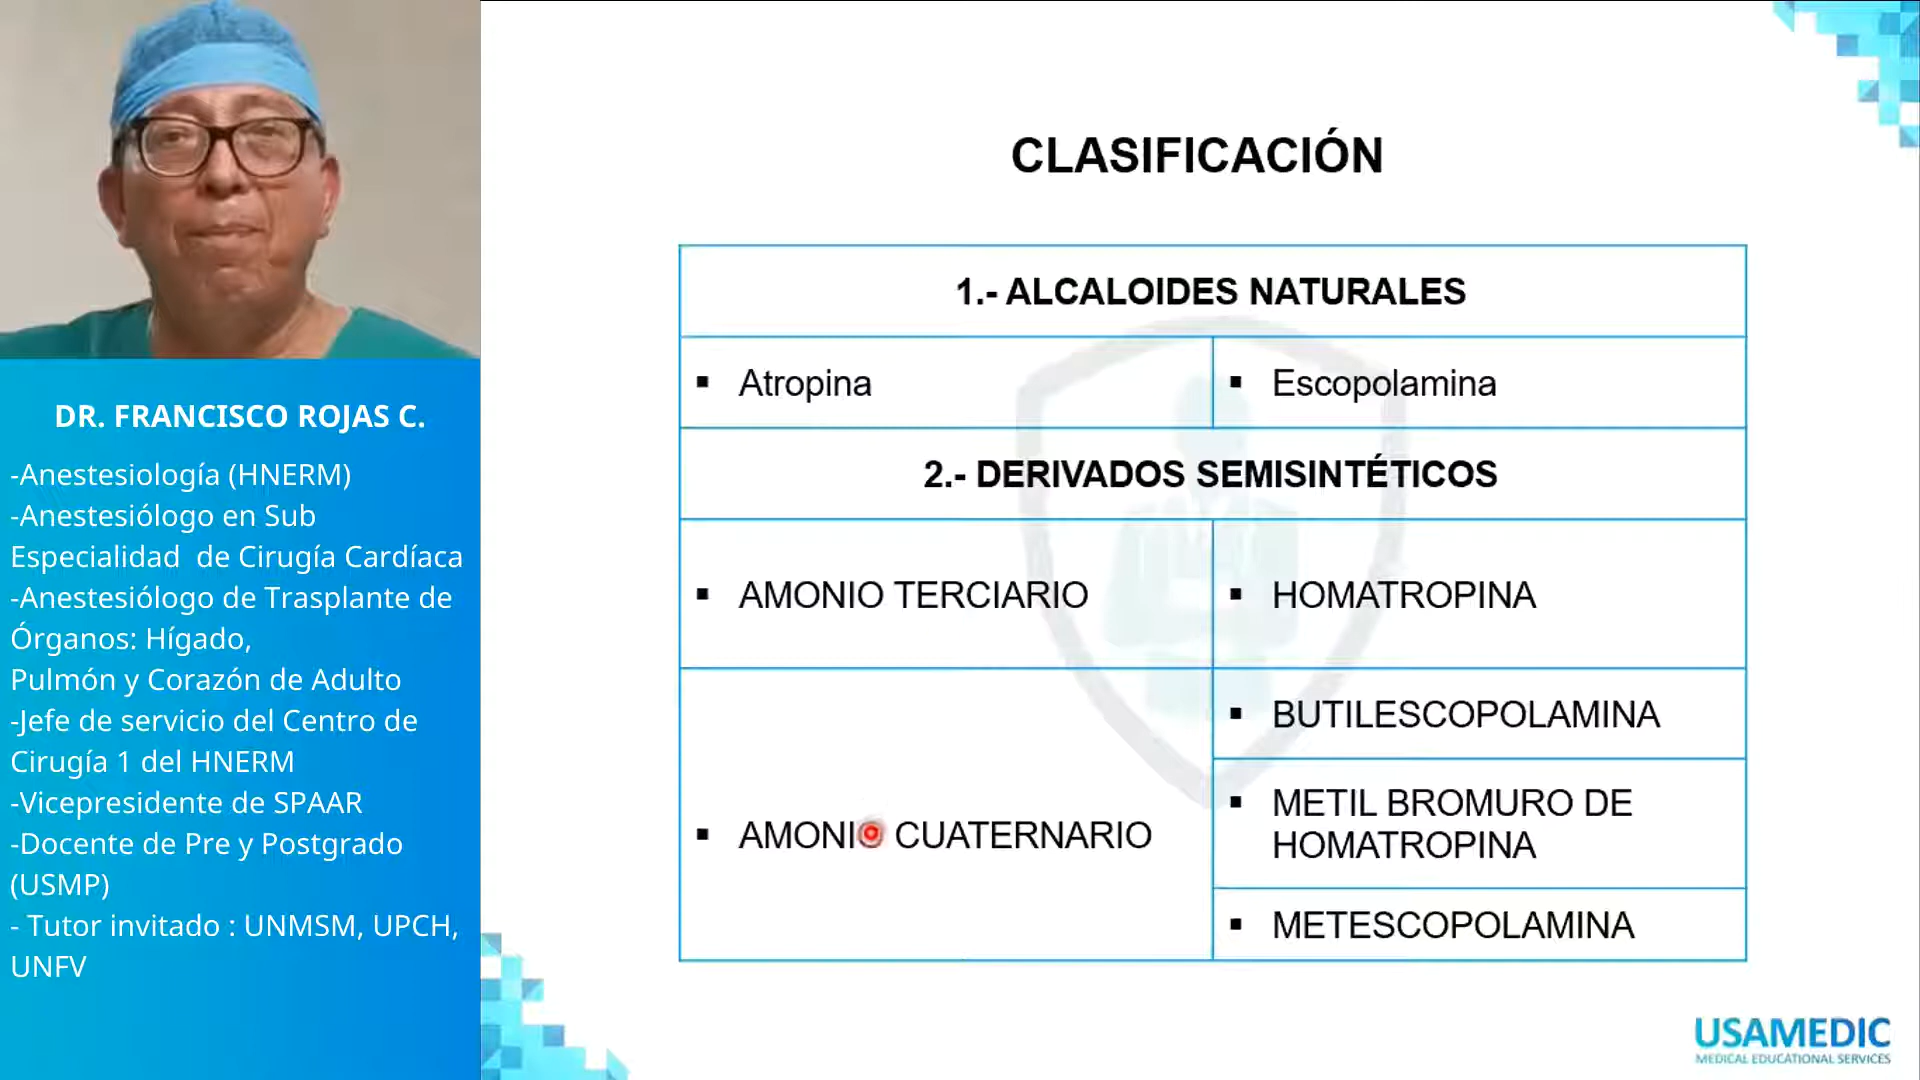 DR. FRANCISCO ROJAS C.
-Anestesiología (HNERM)
-Anestesiólogo en Sub
Especialidad  de Cirugía Cardíaca
-Anestesiólogo de Trasplante de
Órganos: Hígado,
Pulmón y Corazón de Adulto
-Jefe de servicio del Centro de
Cirugía 1 del HNERM
-Vicepresidente de SPAAR
-Docente de Pre y Postgrado
(USMP)
- Tutor invitado : UNMSM, UPCH,
UNFV
CLASIFICACIÓN
1.- ALCALOIDES NATURALES
▪ Atropina
▪ Escopolamina
2.- DERIVADOS SEMISINTÉTICOS
▪ AMONIO TERCIARIO
▪ HOMATROPINA
▪ AMONIO CUATERNARIO
▪ BUTILESCOPOLAMINA
▪ METIL BROMURO DE
HOMATROPINA
▪ METESCOPOLAMINA
USAMEDIC
MEDICAL EDUCATIONAL SERVICES